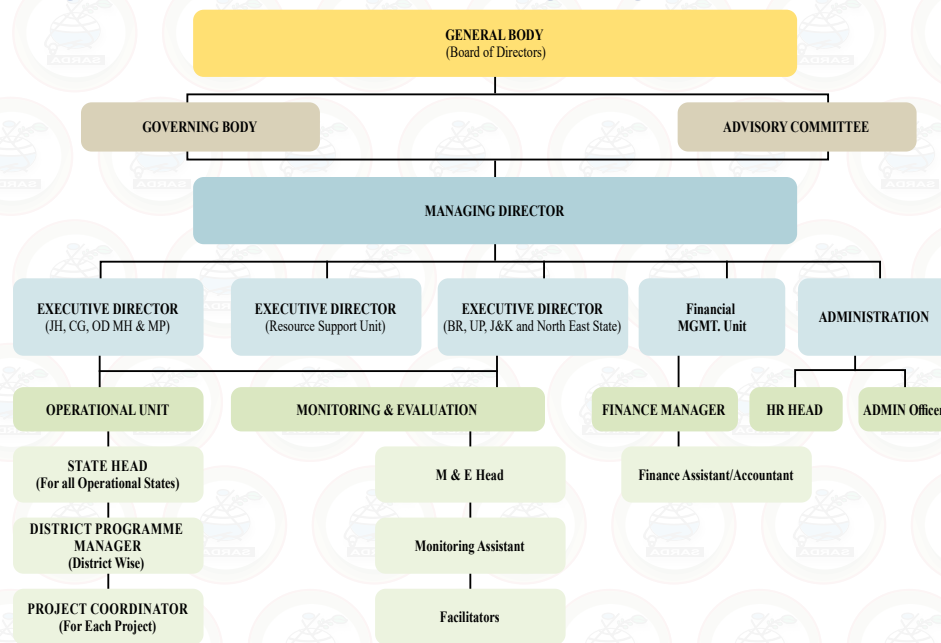 GENERAL BODY
(Board of Directors)
GOVERNING BODY
ADVISORY COMMITTEE
MANAGING DIRECTOR
EXECUTIVE DIRECTOR
(JH, CG, OD MH & MP)
EXECUTIVE DIRECTOR
(Resource Support Unit)
EXECUTIVE DIRECTOR
(BR, UP, J&K and North East State)
Financial
MGMT. Unit
ADMINISTRATION
OPERATIONAL UNIT
MONITORING & EVALUATION
FINANCE MANAGER
HR HEAD
ADMIN Officer
STATE HEAD
(For all Operational States)
M & E Head
Finance Assistant/Accountant
DISTRICT PROGRAMME
MANAGER
(District Wise)
Monitoring Assistant
PROJECT COORDINATOR
(For Each Project)
Facilitators